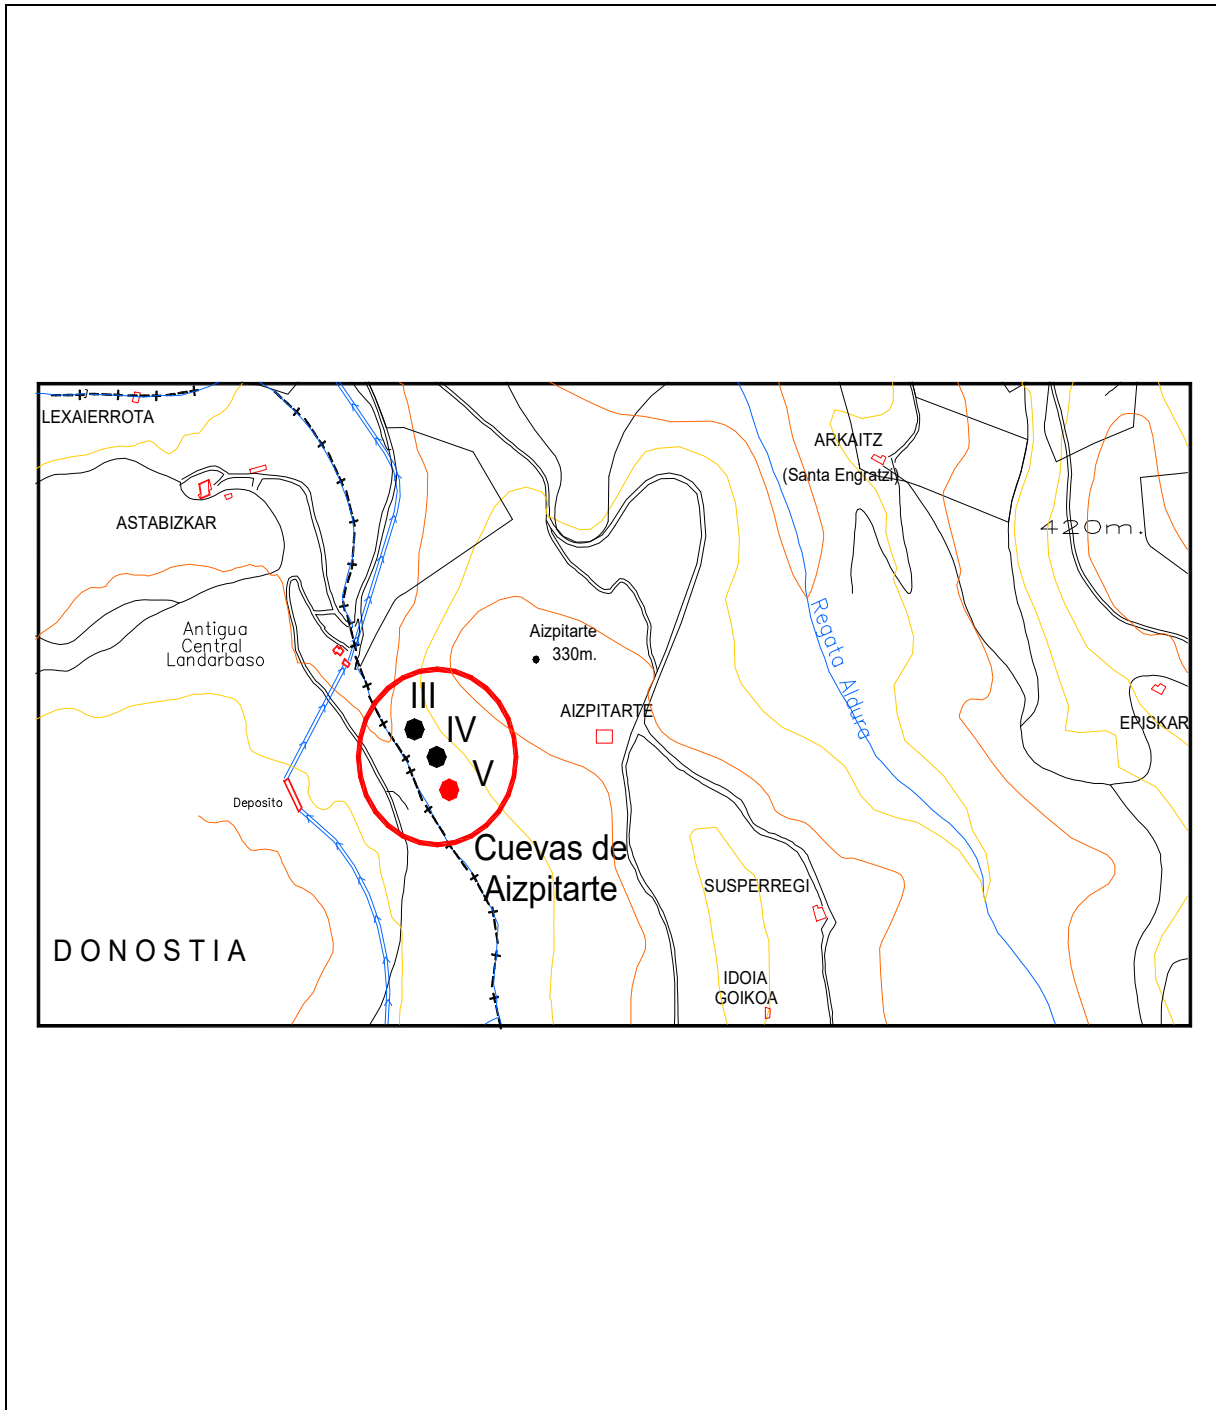 LEXAIERROTA
ARKAITZ
(Santa Engratzi)
ASTABIZKAR
420m.
Antigua
Central
Landarbaso
Aizpitarte
330m.
Regata Aldura
III
AIZPITARTE
EPISKAR
IV
V
Deposito
Cuevas de
Aizpitarte
SUSPERREGI
DONOSTIA
IDOIA
GOIKOA